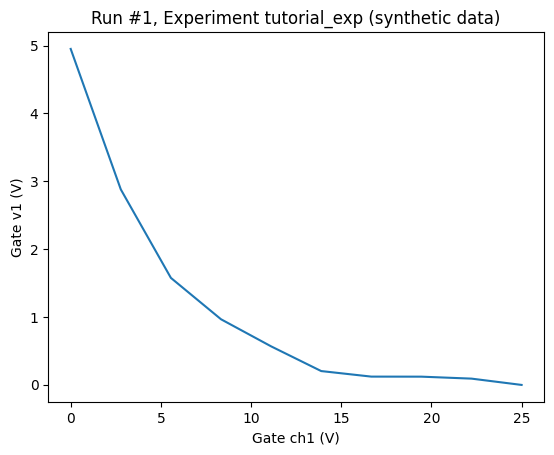 Run #1, Experiment tutorial_exp (synthetic data)
5
4
3
2
1
0
Gate v1 (V)
0 5 10 15 20 25
Gate ch1 (V)